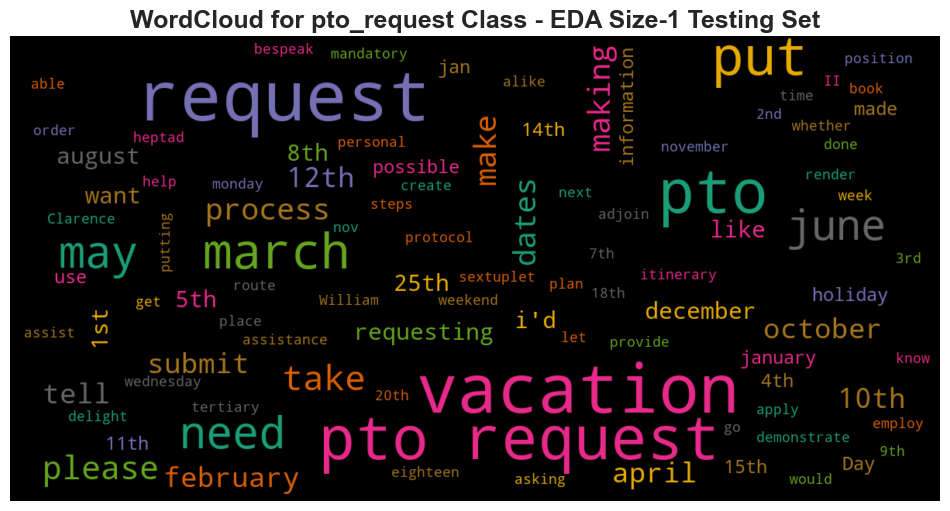 WordCloud for pto_request Class - EDA Size-1 Testing Set
bespeak
mandatory
put
position
able
request
jan
alike
making
information
II
book
time
made
order
heptad
make
14th
2nd
whether
personal
november
done
august
8th
possible
12th
help
monday
create
want
steps
process
dates
next
pto
render
week
adjoin
like
june
Clarence
putting
nov
protocol
may
march
7th
3rd
use
route
25th
sextuplet
plan
18th
itinerary
holiday
get
5th
William
weekend
1st
place
i'd
december
assist
assistance
requesting
let
provide
october
submit
take
vacation
january
know
tell
wednesday
20th
4th
10th
delight
tertiary
apply
need
pto request
go
demonstrate
employ
11th
9th
please
february
eighteen
asking
april
15th
Day
would